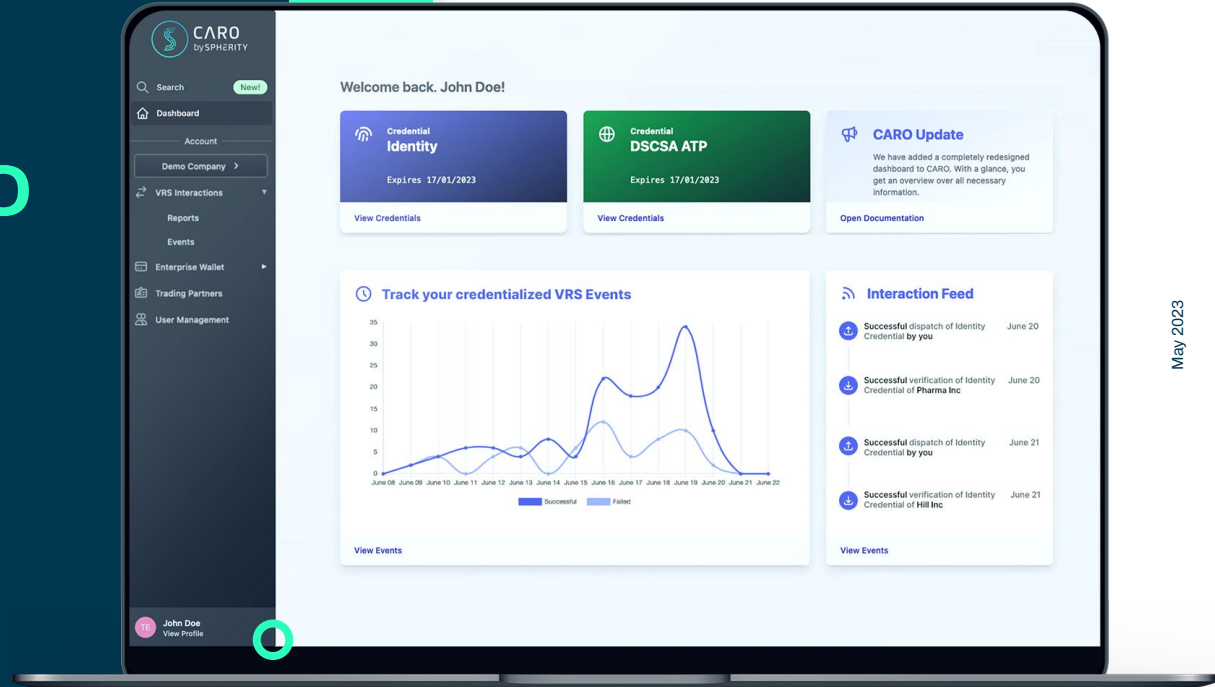 CARO
bySPHERITY
Search
New!
Dashboard
Account
Demo Company
VRS Interactions
Reports
Events
Enterprise Wallet
Trading Partners
User Management
John Doe
View Profile
TE
Welcome back. John Doe!
Credential
Identity
Expires 17/01/2023
View Credentials
Credential
DSCSA ATP
Expires 17/01/2023
View Credentials
CARO Update
We have added a completely redesigned
dashboard to CARO. With a glance, you
get an overview over all necessary
information.
Open Documentation
Track your credentialized VRS Events
35
30
25
20
15
10
5
0
June 08 June 09 June 10 June 11 June 12 June 13 June 14 June 15 June 16 June 17 June 18 June 19 June 20 June 21 June 22
Successful Failed
View Events
Interaction Feed
Successful dispatch of Identity June 20
Credential by you
Successful verification of Identity June 20
Credential of Pharma Inc
Successful dispatch of Identity June 21
Credential by you
Successful verification of Identity June 21
Credential of Hill Inc
View Events
May 2023